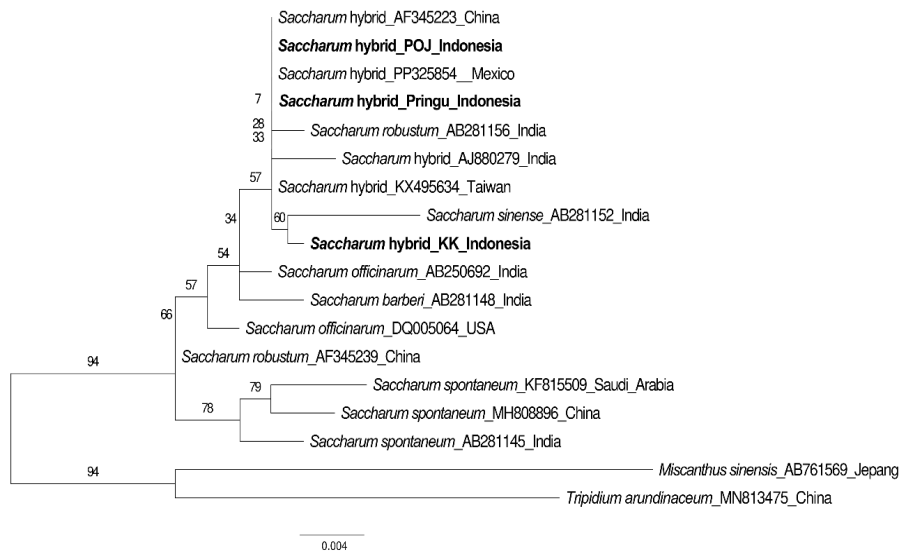 Saccharum hybrid_AF345223_China
Saccharum hybrid_POJ_Indonesia
Saccharum hybrid_PP325854__Mexico
7
Saccharum hybrid_Pringu_Indonesia
28
33
Saccharum robustum_AB281156_India
Saccharum hybrid_AJ880279_India
57
Saccharum hybrid_KX495634_Taiwan
34
60
Saccharum sinense_AB281152_India
Saccharum hybrid_KK_Indonesia
54
Saccharum officinarum_AB250692_India
57
Saccharum barberi_AB281148_India
66
Saccharum officinarum_DQ005064_USA
94
Saccharum robustum_AF345239_China
79
Saccharum spontaneum_KF815509_Saudi_Arabia
78
Saccharum spontaneum_MH808896_China
Saccharum spontaneum_AB281145_India
94
Miscanthus sinensis_AB761569_Jepang
Tripidium arundinaceum_MN813475_China
0.004